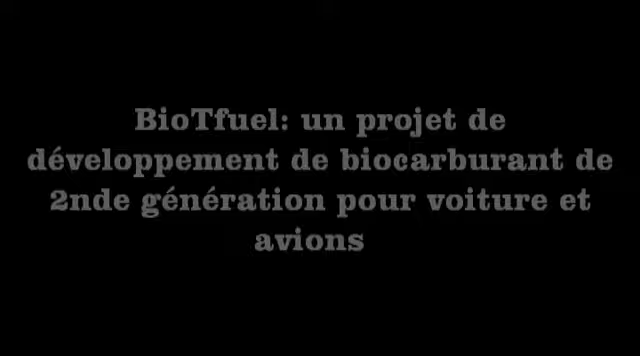 BioTfuel: un projet de
développement de biocarburant de
2nde génération pour voiture et
avions